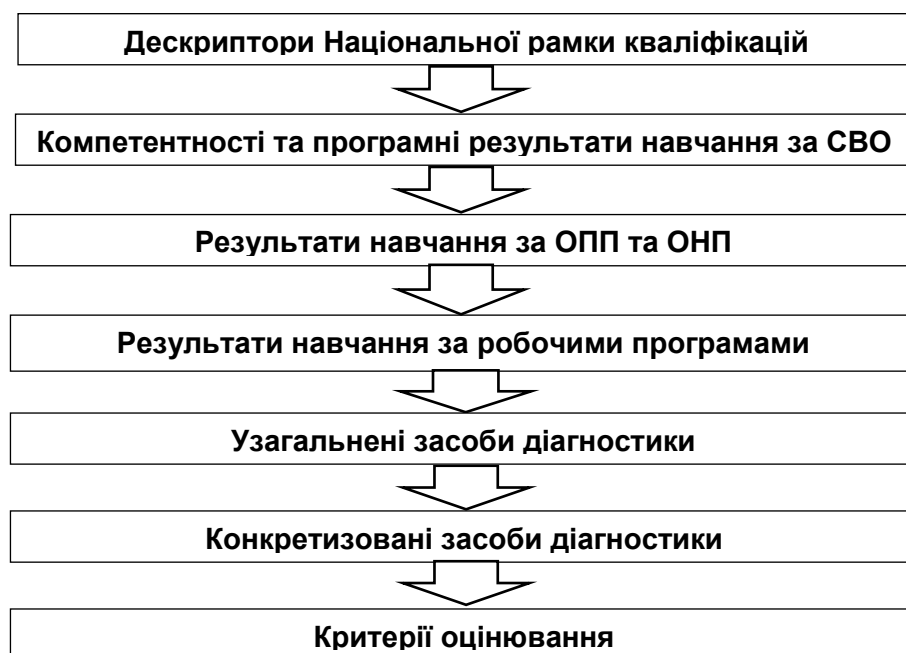 Дескриптори Національної рамки кваліфікацій
Компетентності та програмні результати навчання за СВО
Результати навчання за ОПП та ОНП
Результати навчання за робочими програмами
Узагальнені засоби діагностики
Конкретизовані засоби діагностики
Критерії оцінювання